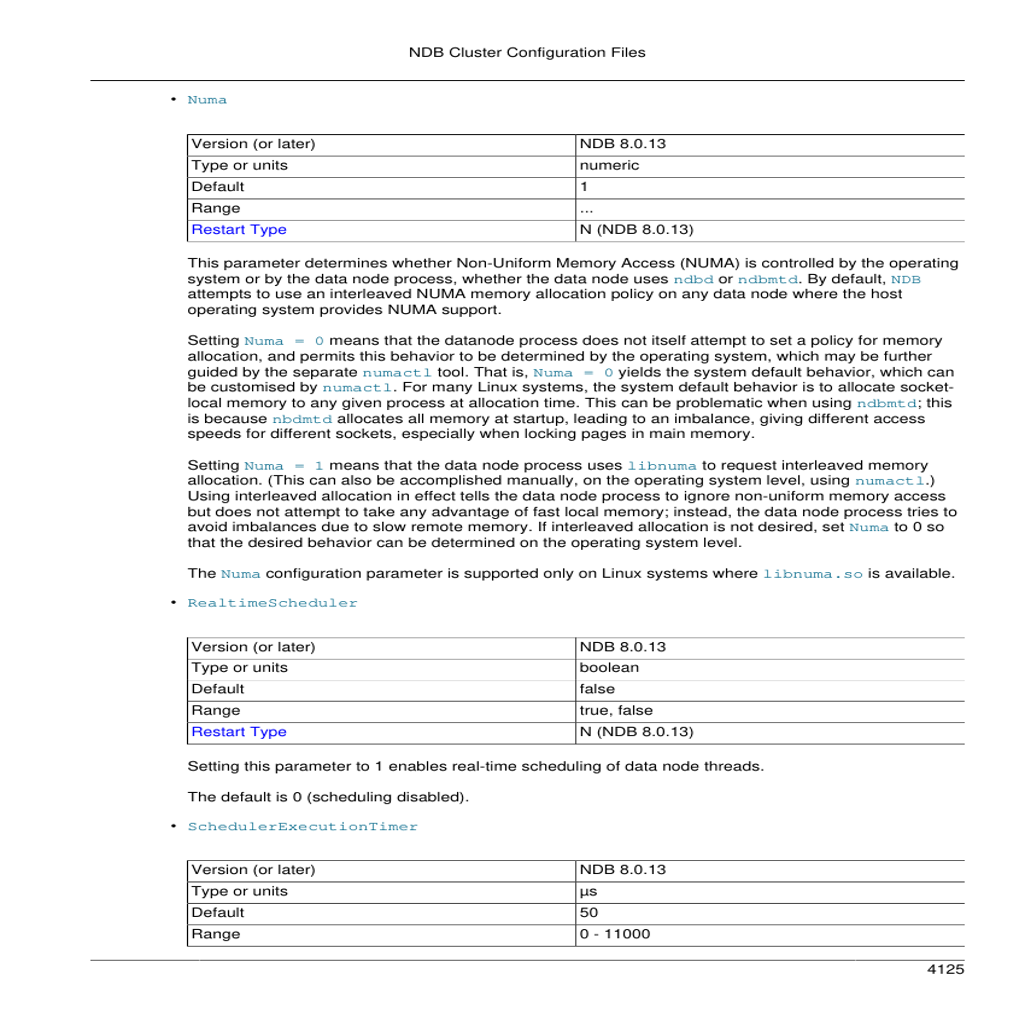 NDB Cluster Configuration Files
• Numa
Version (or later) NDB 8.0.13
Type or units numeric
Default 1
Range ...
Restart Type N (NDB 8.0.13)
This parameter determines whether Non-Uniform Memory Access (NUMA) is controlled by the operating
system or by the data node process, whether the data node uses ndbd or ndbmtd. By default, NDB
attempts to use an interleaved NUMA memory allocation policy on any data node where the host
operating system provides NUMA support.
Setting Numa = 0 means that the datanode process does not itself attempt to set a policy for memory
allocation, and permits this behavior to be determined by the operating system, which may be further
guided by the separate numactl tool. That is, Numa = 0 yields the system default behavior, which can
be customised by numactl. For many Linux systems, the system default behavior is to allocate socket-
local memory to any given process at allocation time. This can be problematic when using ndbmtd; this
is because nbdmtd allocates all memory at startup, leading to an imbalance, giving different access
speeds for different sockets, especially when locking pages in main memory.
Setting Numa = 1 means that the data node process uses libnuma to request interleaved memory
allocation. (This can also be accomplished manually, on the operating system level, using numactl.)
Using interleaved allocation in effect tells the data node process to ignore non-uniform memory access
but does not attempt to take any advantage of fast local memory; instead, the data node process tries to
avoid imbalances due to slow remote memory. If interleaved allocation is not desired, set Numa to 0 so
that the desired behavior can be determined on the operating system level.
The Numa configuration parameter is supported only on Linux systems where libnuma.so is available.
• RealtimeScheduler
Version (or later) NDB 8.0.13
Type or units boolean
Default false
Range true, false
Restart Type N (NDB 8.0.13)
Setting this parameter to 1 enables real-time scheduling of data node threads.
The default is 0 (scheduling disabled).
• SchedulerExecutionTimer
Version (or later) NDB 8.0.13
Type or units µs
Default 50
Range 0 - 11000
4125